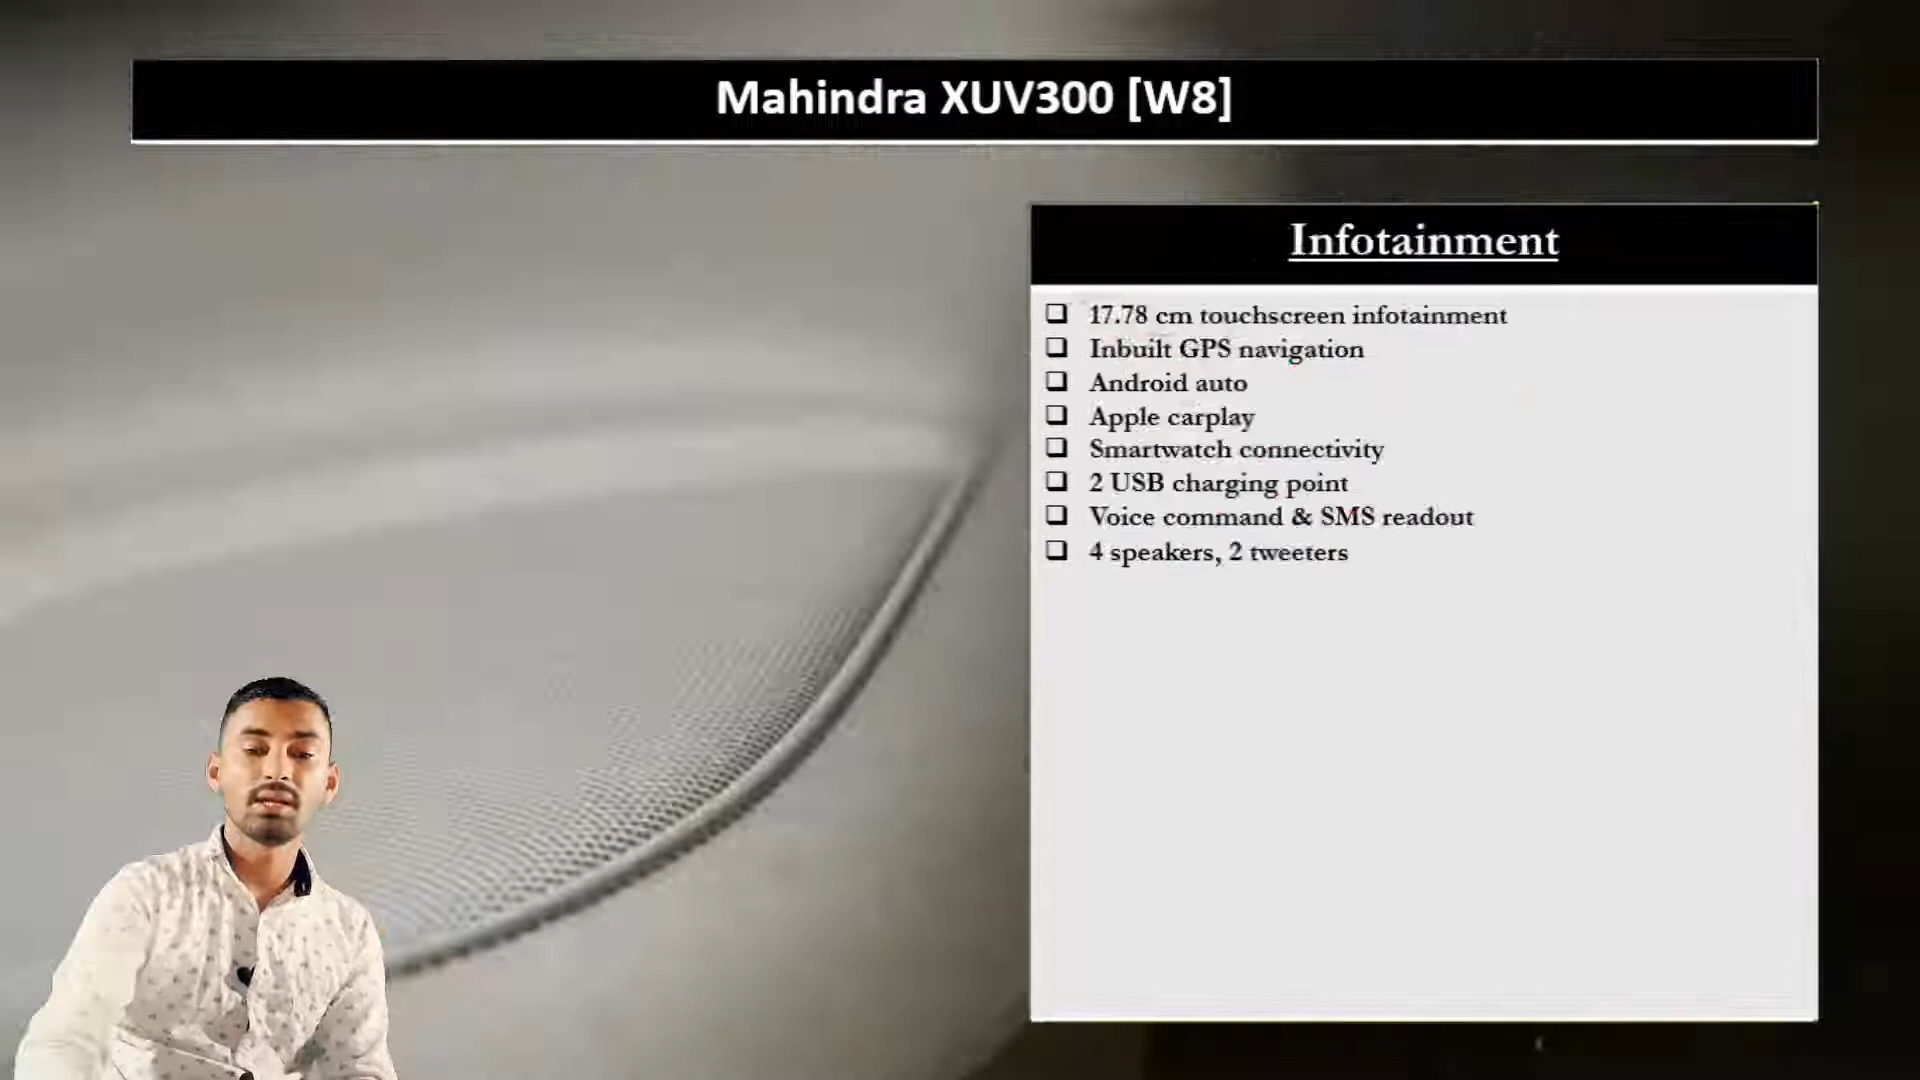 Mahindra XUV300 [W8]
Infotainment
17.78 cm touchscreen infotainment
Inbuilt GPS navigation
Android auto
Apple carplay
Smartwatch connectivity
2 USB charging point
Voice command & SMS readout
4 speakers, 2 tweeters